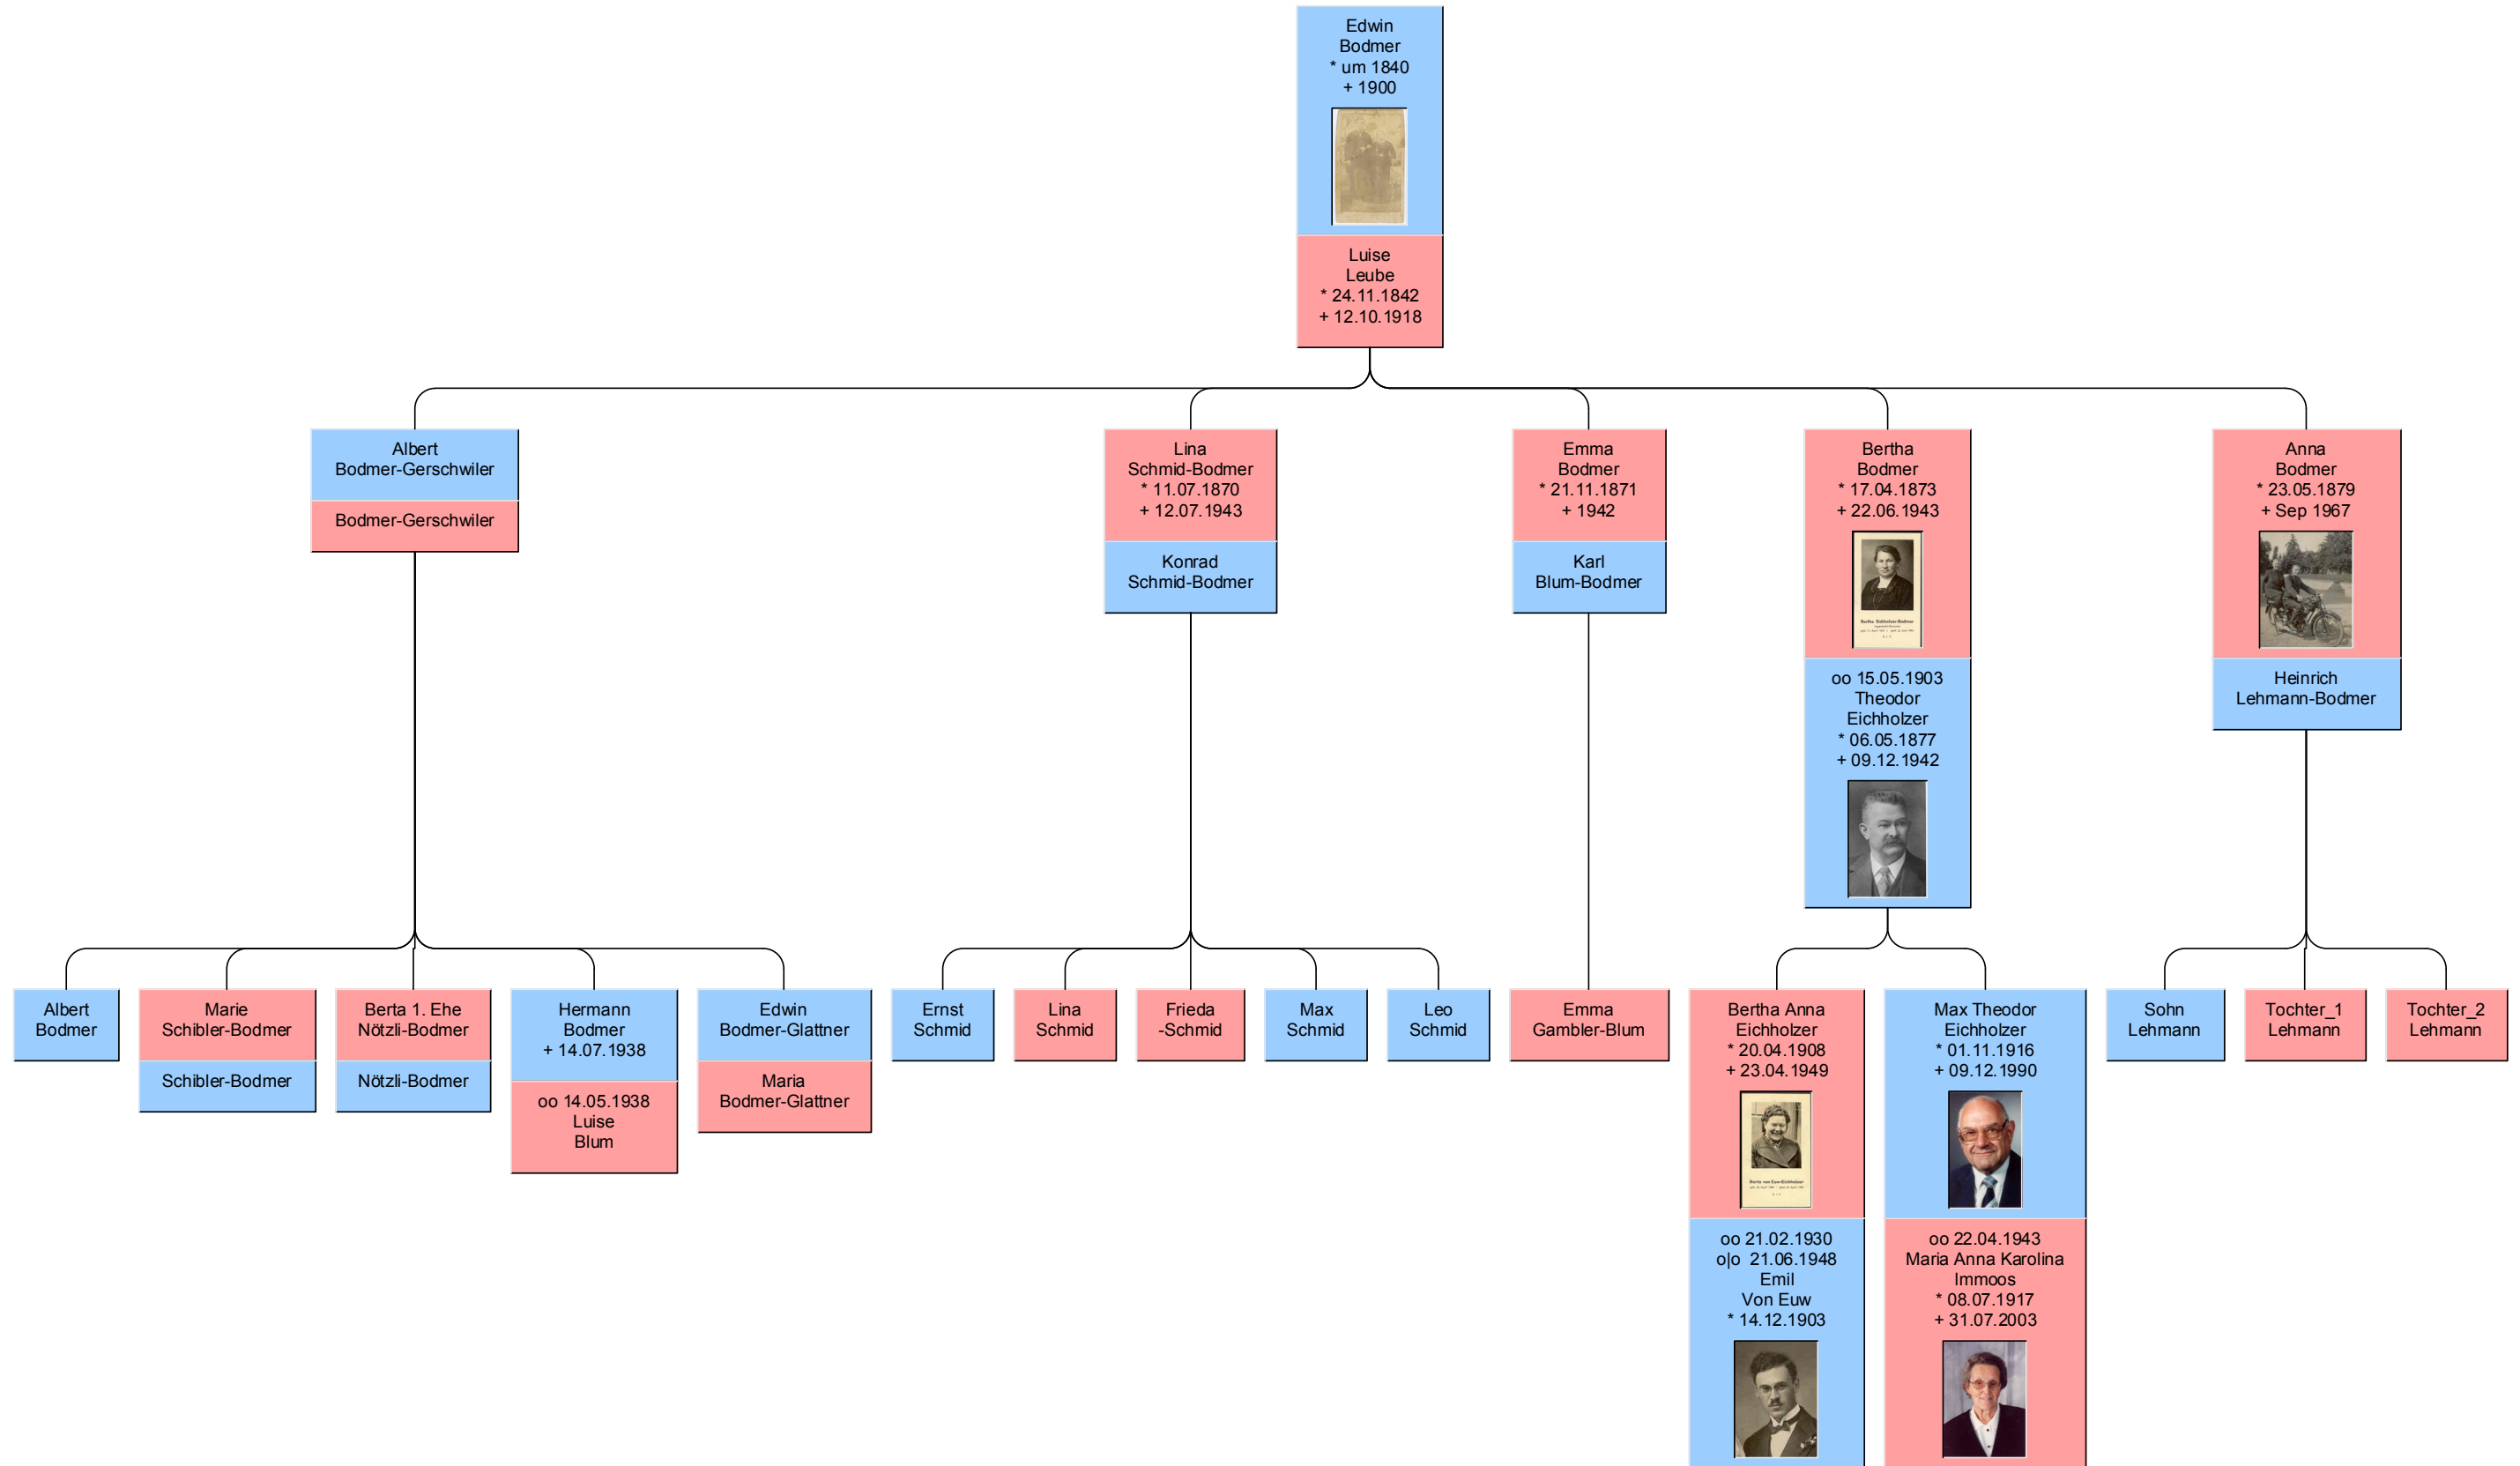 Edwin
Bodmer
* um 1840
+ 1900
Luise
Leube
* 24.11.1842
+ 12.10.1918
Albert
Bodmer-Gerschwiler
Bodmer-Gerschwiler
Lina
Schmid-Bodmer
* 11.07.1870
+ 12.07.1943
Konrad
Schmid-Bodmer
Emma
Bodmer
* 21.11.1871
+ 1942
Karl
Blum-Bodmer
Bertha
Bodmer
* 17.04.1873
+ 22.06.1943
Bertha Eichholzer-Bodmer
oo 15.05.1903
Theodor
Eichholzer
* 06.05.1877
+ 09.12.1942
Anna
Bodmer
* 23.05.1879
+ Sep 1967
Heinrich
Lehmann-Bodmer
Albert
Bodmer
Marie
Schibler-Bodmer
Schibler-Bodmer
Berta 1. Ehe
Nötzli-Bodmer
Nötzli-Bodmer
Hermann
Bodmer
+ 14.07.1938
oo 14.05.1938
Luise
Blum
Edwin
Bodmer-Glattner
Maria
Bodmer-Glattner
Ernst
Schmid
Lina
Schmid
Frieda
-Schmid
Max
Schmid
Leo
Schmid
Emma
Gambler-Blum
Bertha Anna
Eichholzer
* 20.04.1908
+ 23.04.1949
Berta von Euw-Eichholzer
oo 21.02.1930
o|o  21.06.1948
Emil
Von Euw
* 14.12.1903
Max Theodor
Eichholzer
* 01.11.1916
+ 09.12.1990
oo 22.04.1943
Maria Anna Karolina
Immoos
* 08.07.1917
+ 31.07.2003
Sohn
Lehmann
Tochter_1
Lehmann
Tochter_2
Lehmann